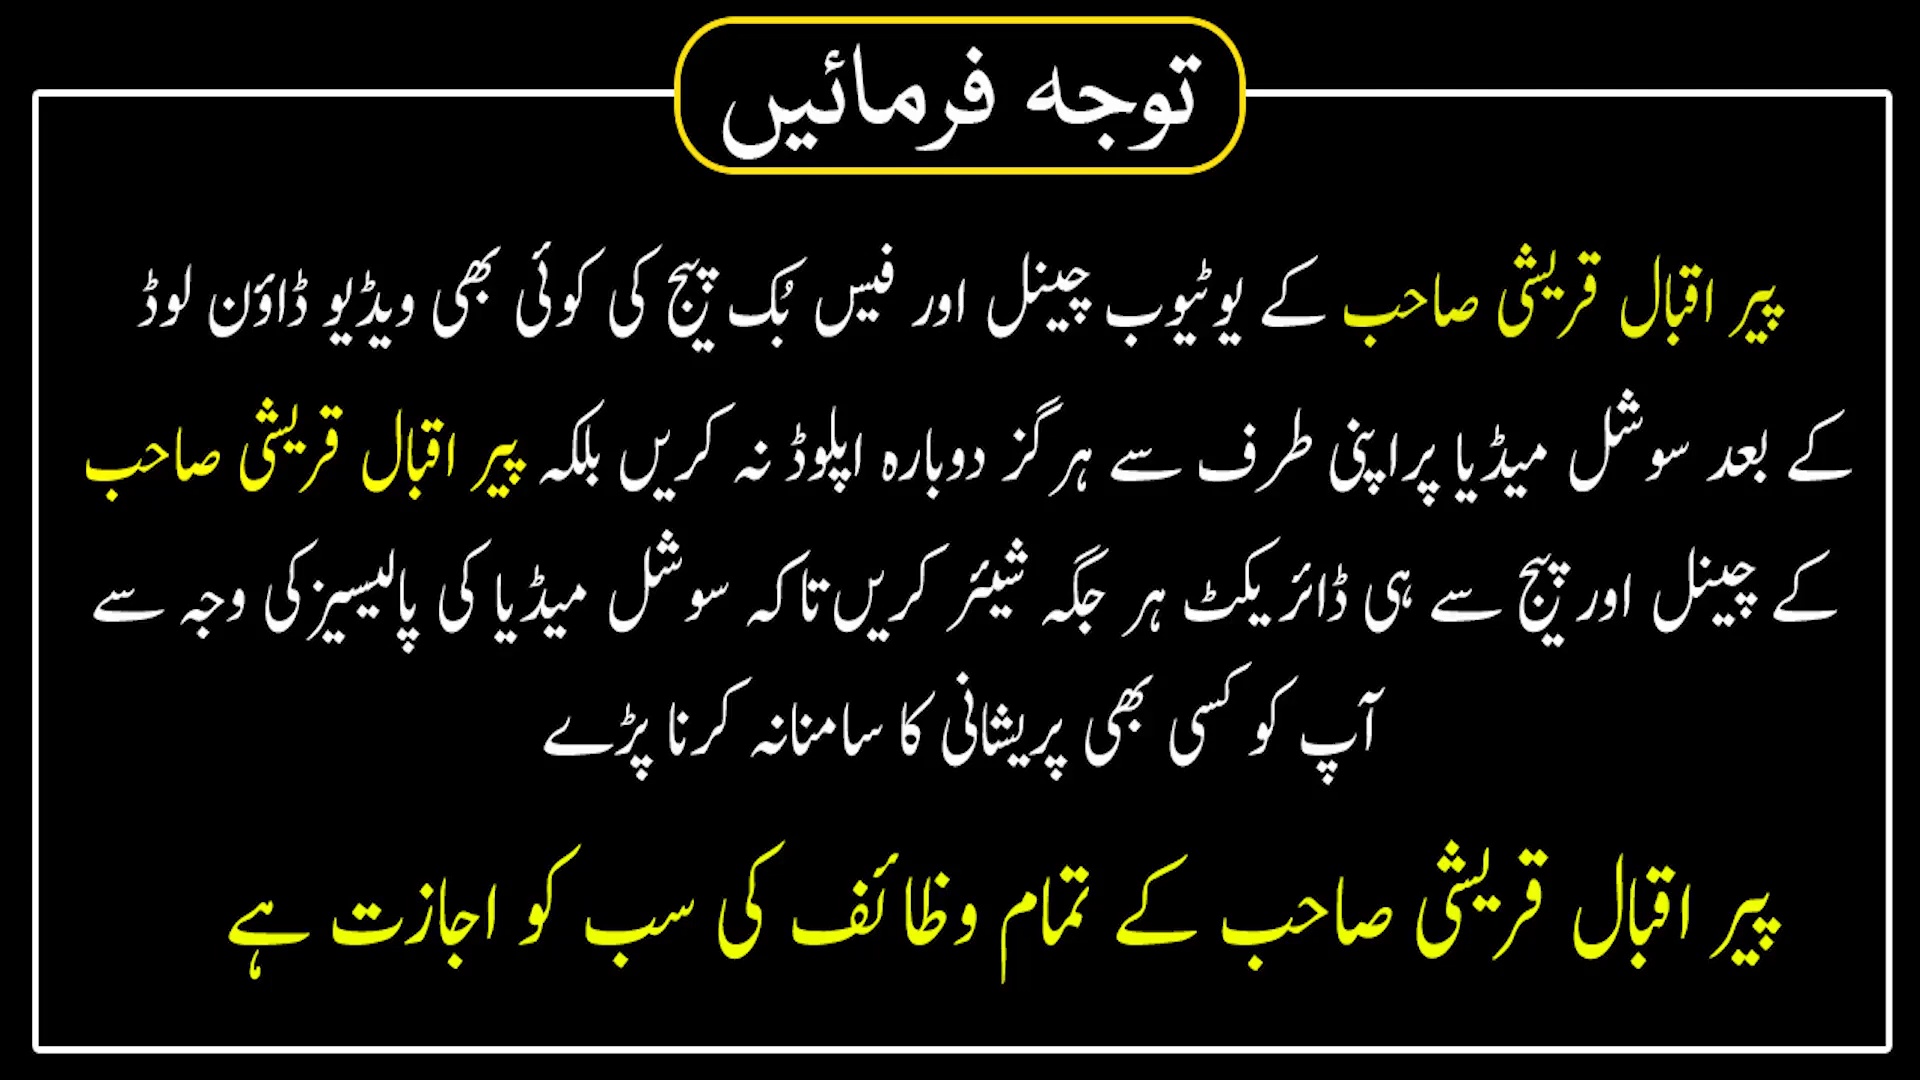 توجہ فرمائیں
پیر اقبال قریشی صاحب کے یوٹیوب چینل اور فیس بُک پیج کی کوئی بھی ویڈیو ڈاؤن لوڈ
کے بعد سوشل میڈیا پر اپنی طرف سے ہرگز دوبارہ اپلوڈ نہ کریں بلکہ پیر اقبال قریشی صاحب
کے چینل اور پیج سے ہی ڈائریکٹ ہر جگہ شیئر کریں تاکہ سوشل میڈیا کی پالیسیز کی وجہ سے
آپ کو کسی بھی پریشانی کا سامنا نہ کرنا پڑے
پیر اقبال قریشی صاحب کے تمام وظائف کی سب کو اجازت ہے